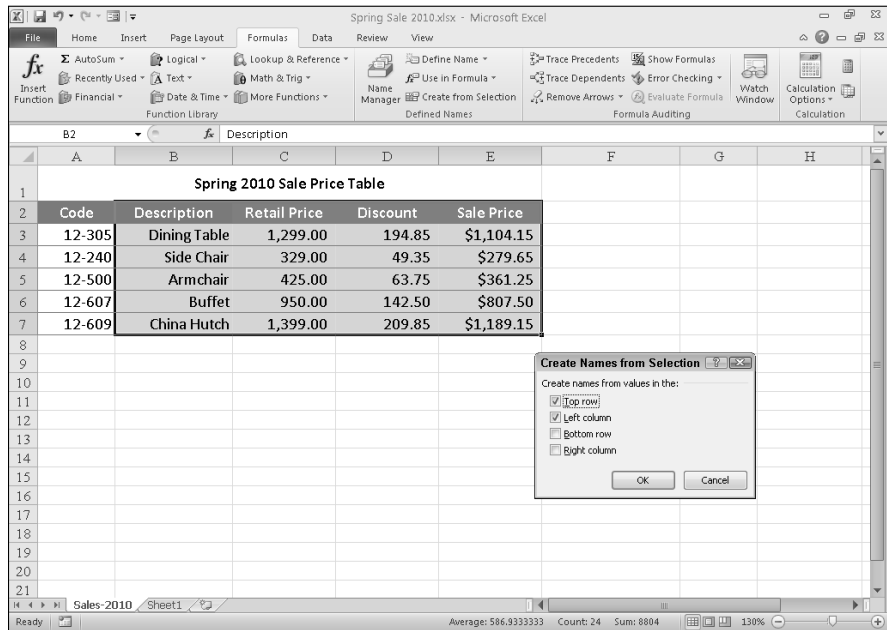 Spring Sale 2010.xlsx - Microsoft Excel
File Home Insert Page Layout Formulas Data Review View
fx Insert Function
Σ AutoSum
Recently Used
Financial
Logical
Text
Date & Time
Lookup & Reference
Math & Trig
More Functions
Function Library
Name Manager
Define Name
Use in Formula
Create from Selection
Defined Names
Trace Precedents
Trace Dependents
Remove Arrows
Show Formulas
Error Checking
Evaluate Formula
Watch Window
Formula Auditing
Calculation Options
Calculation
B2 fx Description
A B C D E F G H
1 Spring 2010 Sale Price Table
2 Code Description Retail Price Discount Sale Price
3 12-305 Dining Table 1,299.00 194.85 $1,104.15
4 12-240 Side Chair 329.00 49.35 $279.65
5 12-500 Armchair 425.00 63.75 $361.25
6 12-607 Buffet 950.00 142.50 $807.50
7 12-609 China Hutch 1,399.00 209.85 $1,189.15
8
9
10
11
12
13
14
15
16
17
18
19
20
21
Create Names from Selection
Create names from values in the:
Top row
Left column
Bottom row
Right column
OK Cancel
Sales-2010 Sheet1
Ready Average: 586.9333333 Count: 24 Sum: 8804 130%